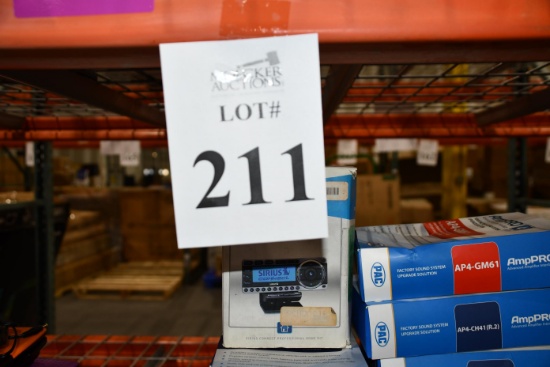 AUCTIONS
LOT#
211
SIRIUS
PAC
FACTORY SOUND SYSTEM
UPGRADE SOLUTION
AP4-GM61
AmpPRO
PAC
FACTORY SOUND SYSTEM
UPGRADE SOLUTION
AP4-CH41(R.2)
AmpPRO